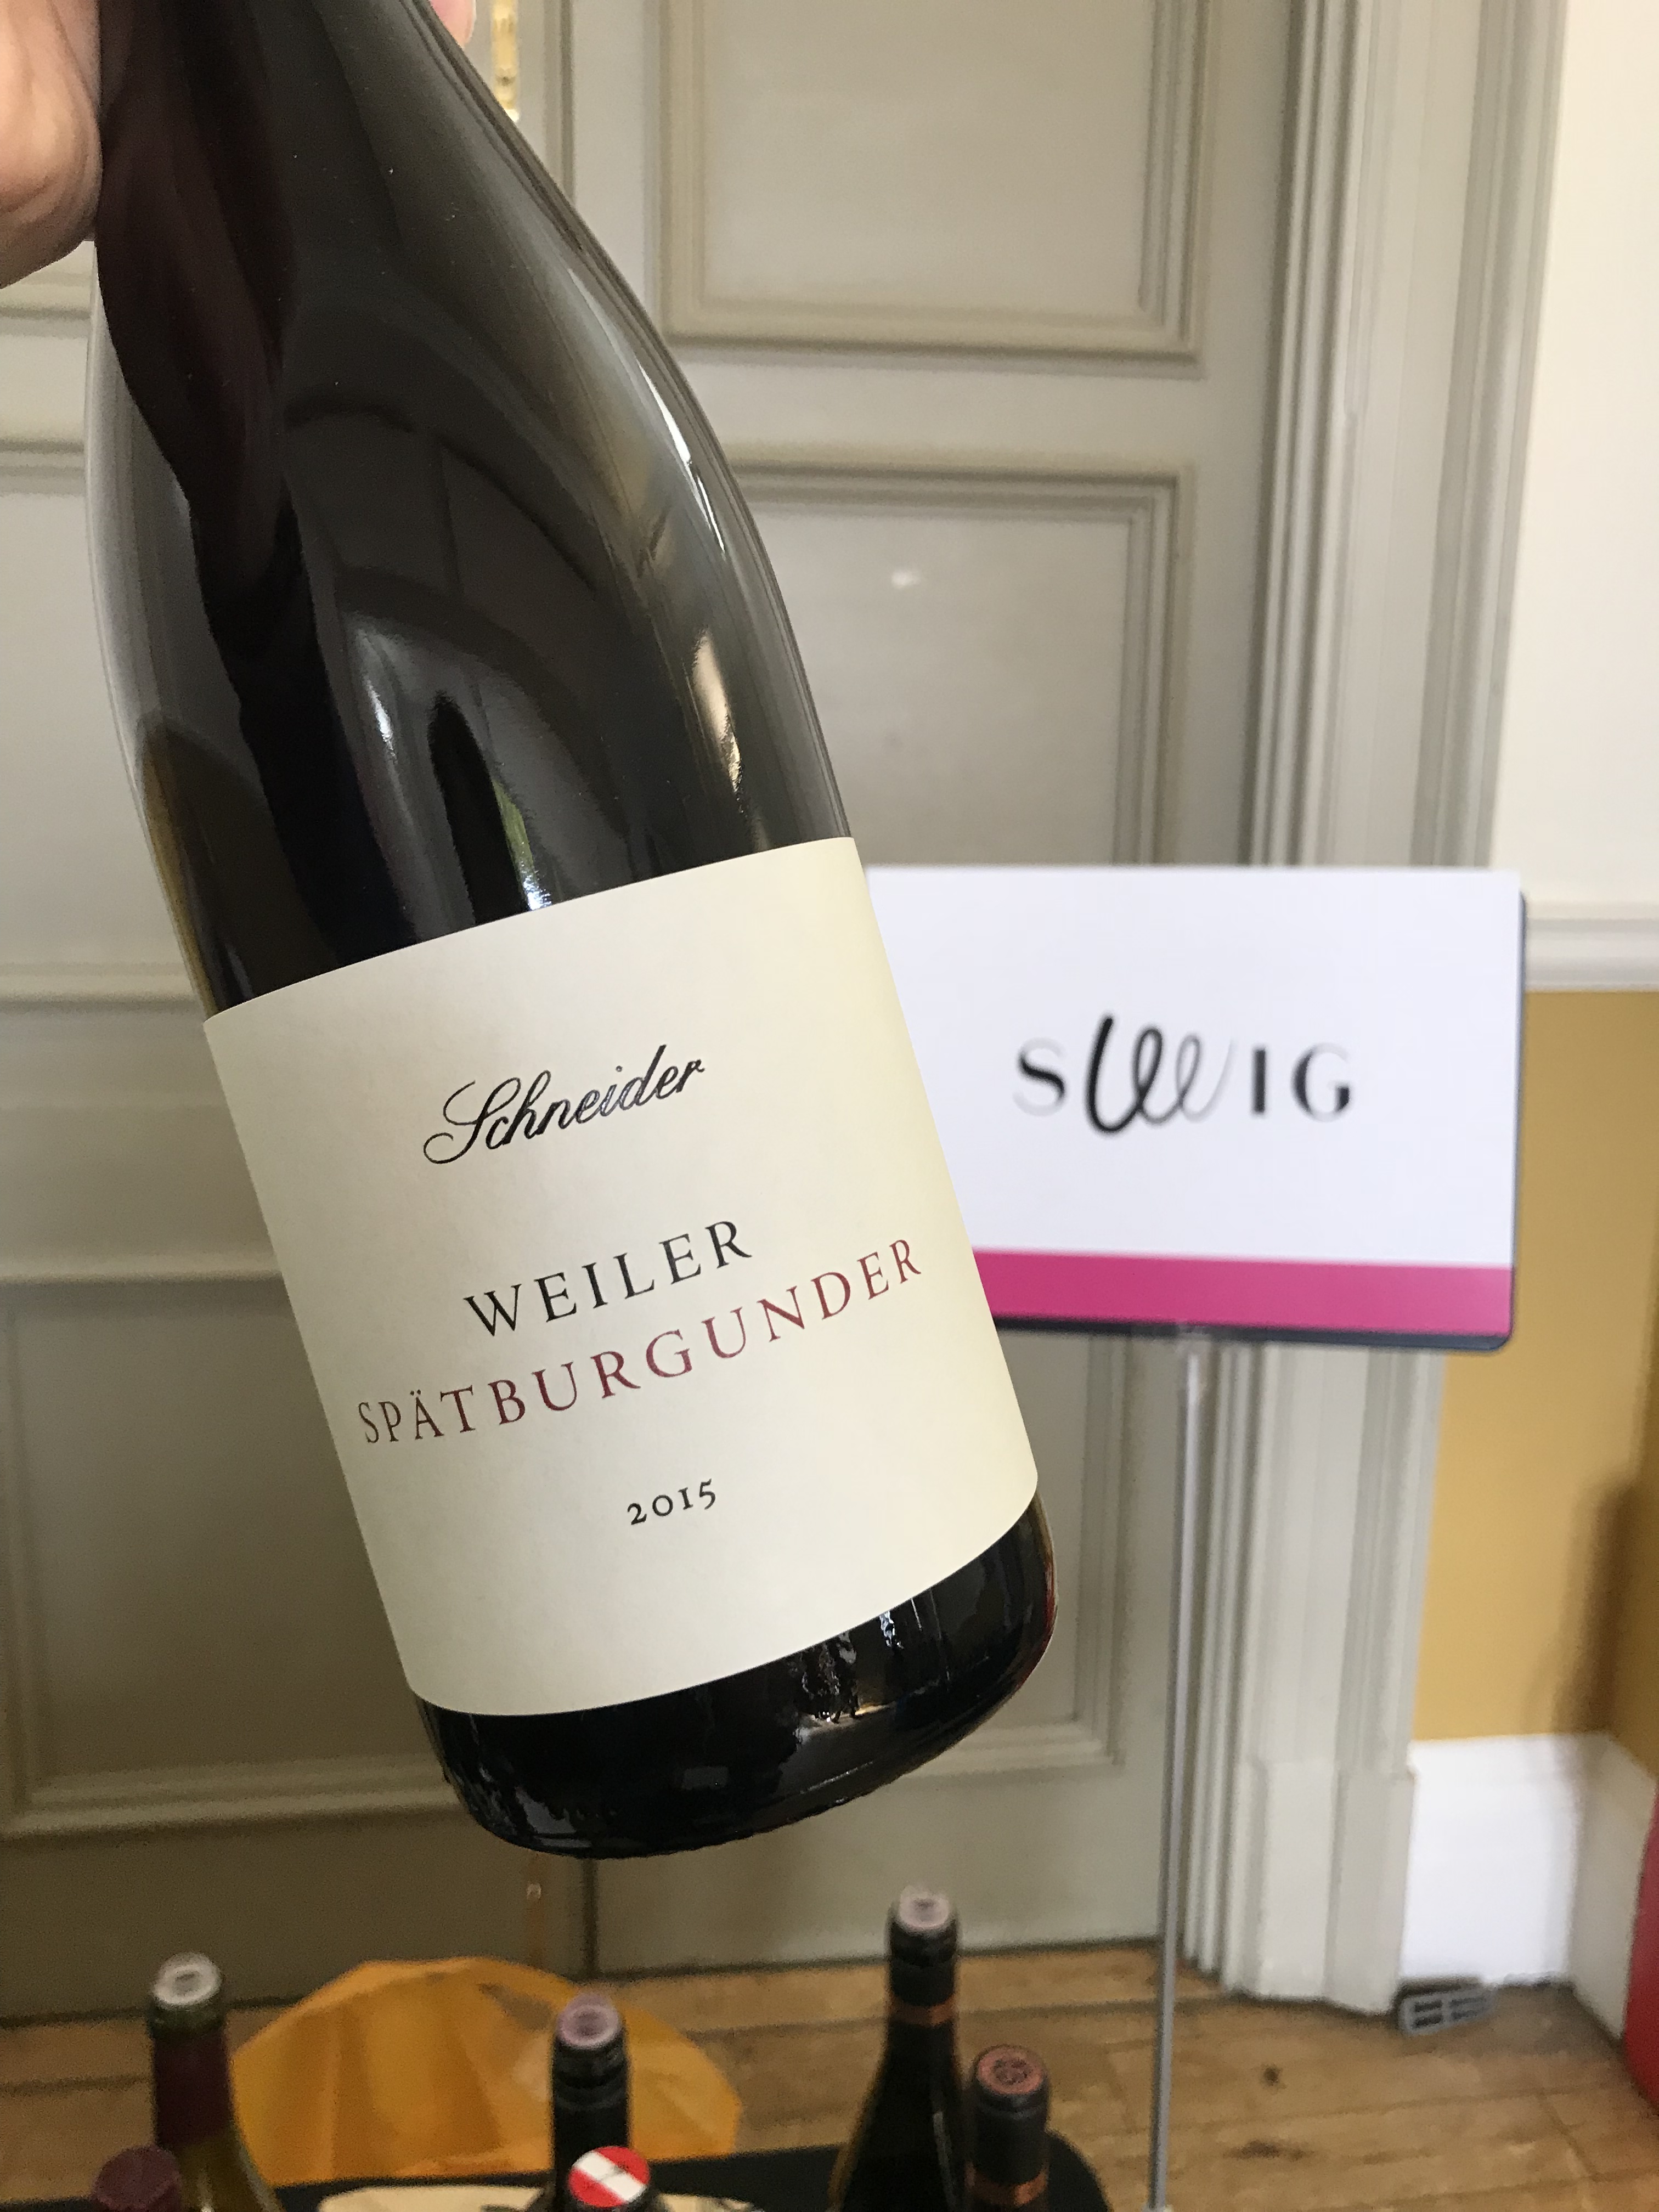 Schneider
WEILER
SPÄTBURGUNDER
2015
SWIG